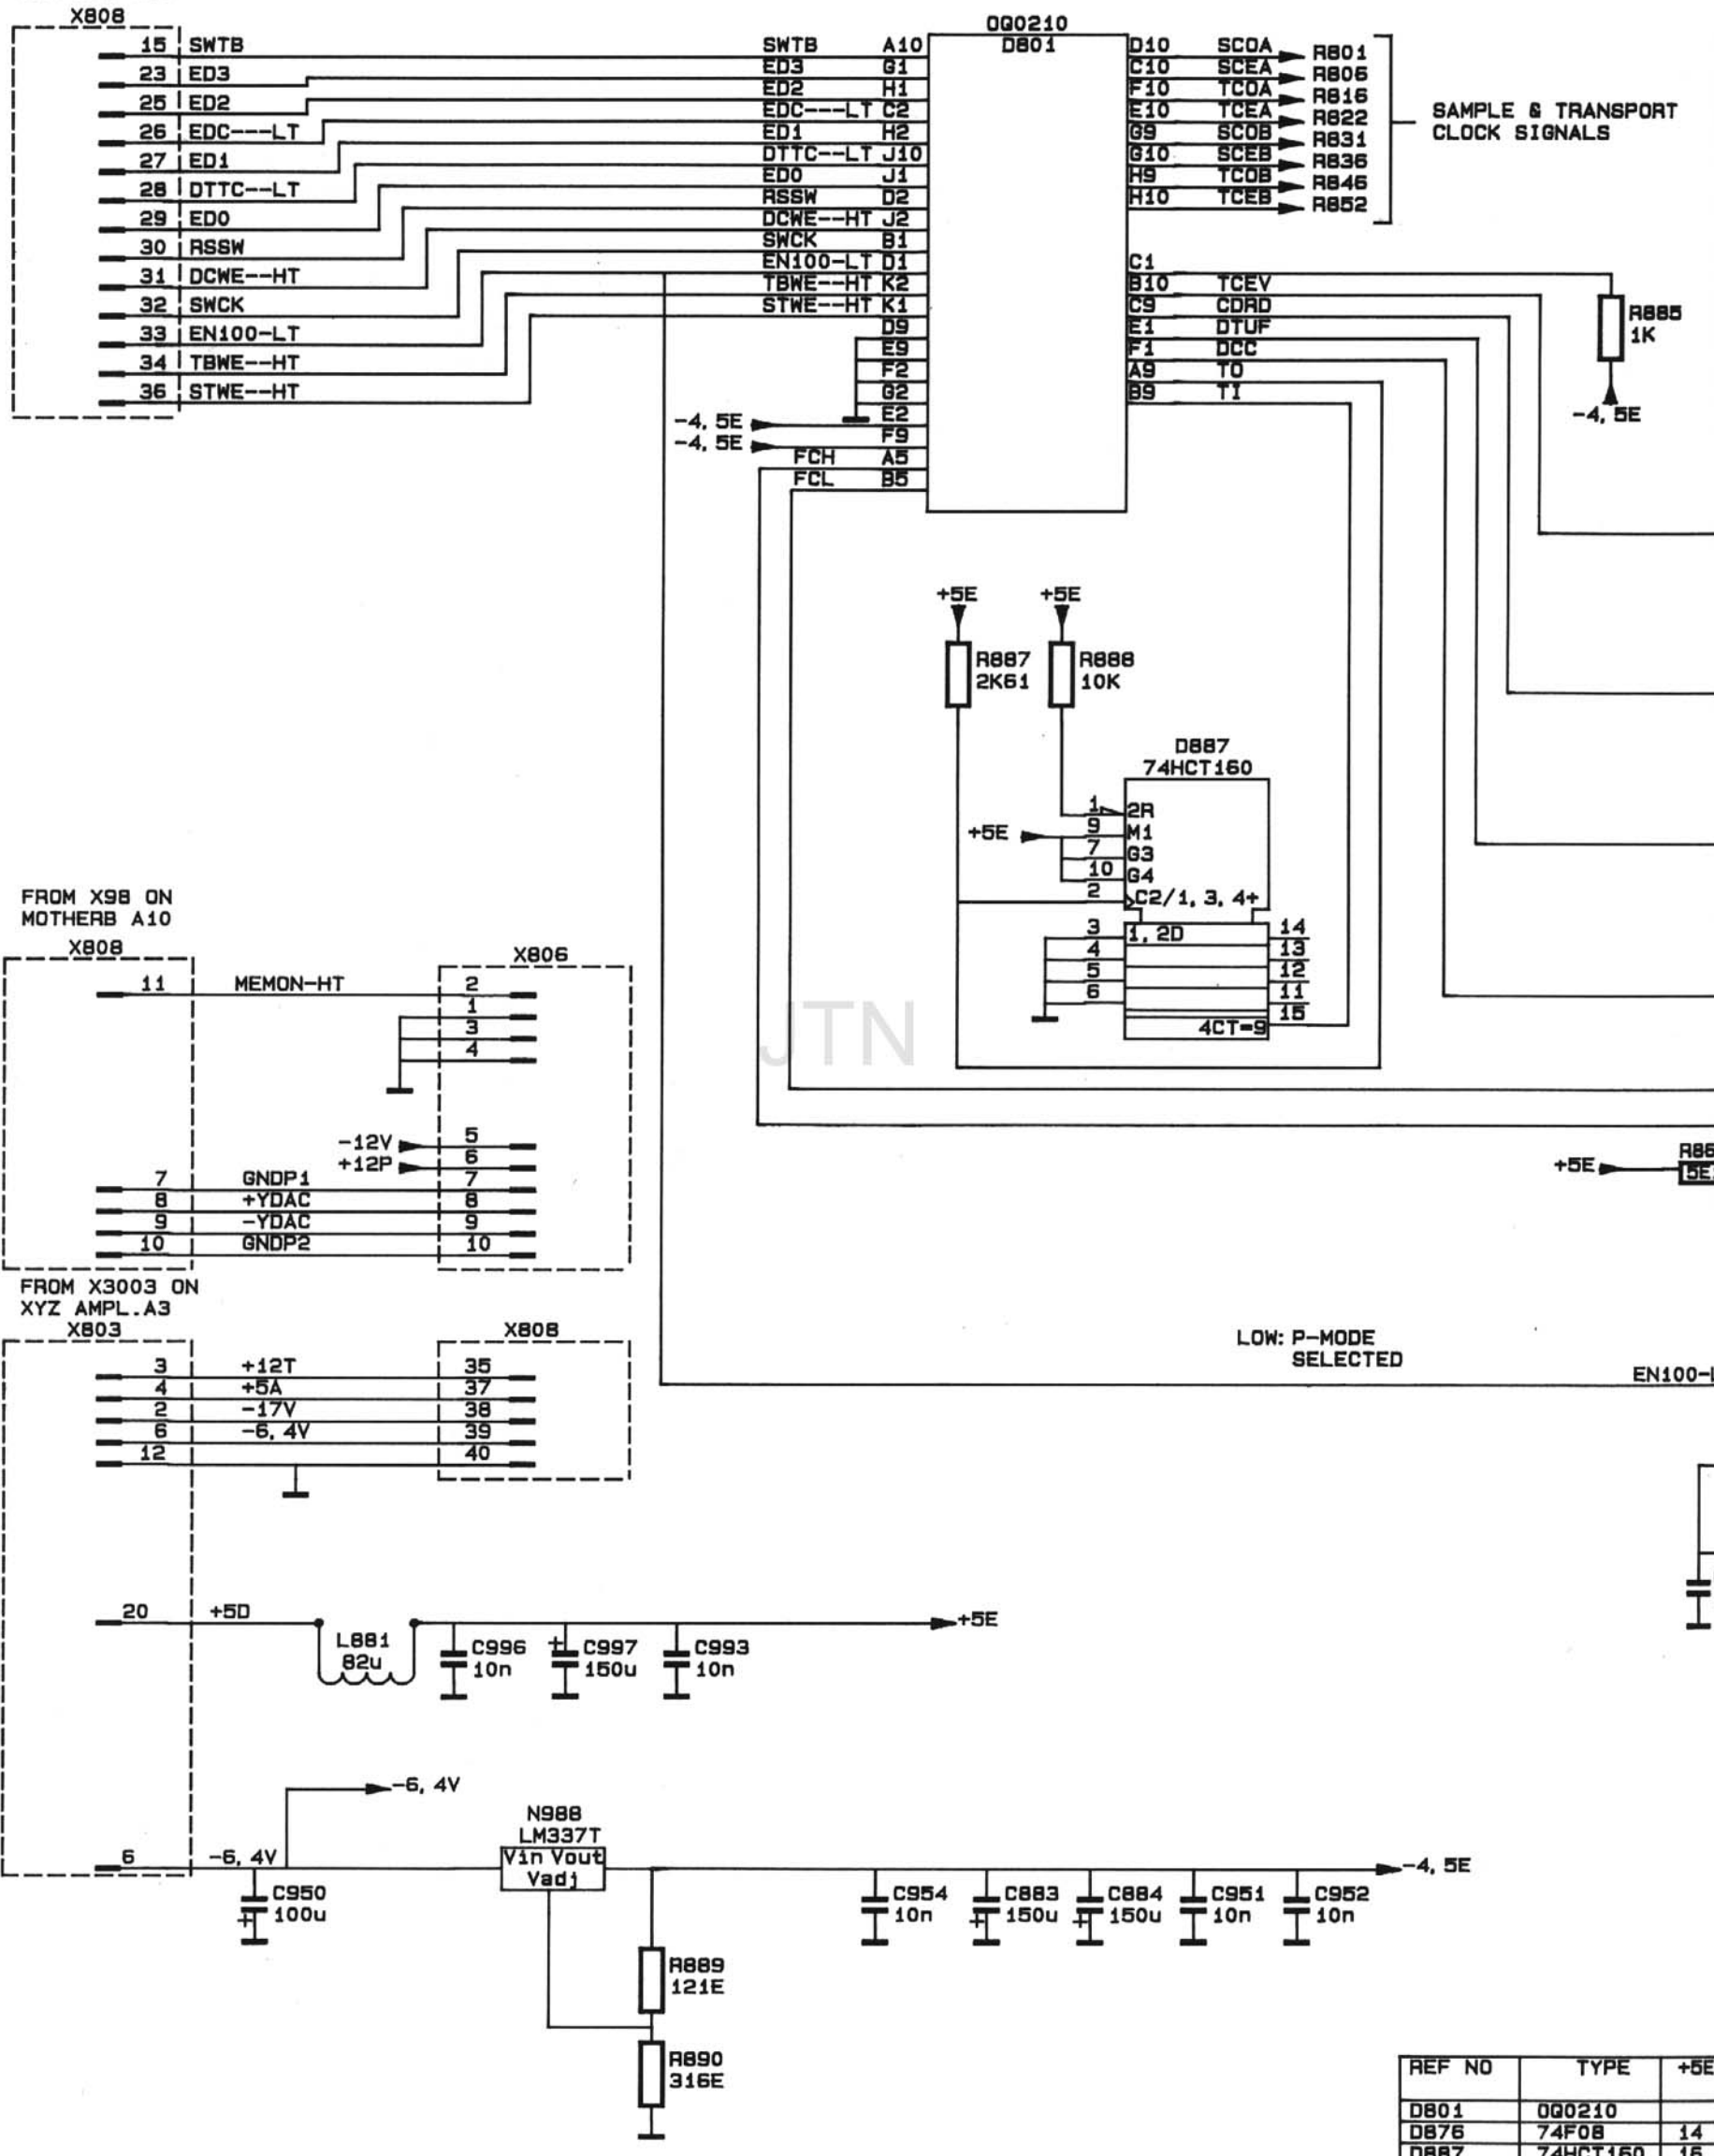 X808
15 SWTB
23 ED3
25 ED2
26 EDC---LT
27 ED1
28 DTTC--LT
29 ED0
30 RSSW
31 DCWE--HT
32 SWCK
33 EN100-LT
34 TBWE--HT
36 STWE--HT
OQ0210
D801
SWTB A10
ED3 G1
ED2 H1
EDC---LT C2
ED1 H2
DTTC--LT J10
ED0 J1
RSSW D2
DCWE--HT J2
SWCK B1
EN100-LT D1
TBWE--HT K2
STWE--HT K1
D9
E9
F2
G2
-4,5E E2
-4,5E F9
FCH A5
FCL B5
D10 SCOA R801
C10 SCEA R806
F10 TCOA R816
E10 TCEA R822
G9 SCOB R831
G10 SCEB R836
H9 TCOB R846
H10 TCEB R852
SAMPLE & TRANSPORT
CLOCK SIGNALS
C1
B10 TCEV
C9 CDRD
E1 DTUF
F1 DCC
A9 TO
B9 TI
R885
1K
-4,5E
+5E
+5E
R887
2K61
R888
10K
D887
74HCT160
1 2R
+5E 9 M1
7 G3
10 G4
2 C2/1,3,4+
3 1,2D 14
4 13
5 12
6 11
4CT=9 15
FROM X98 ON
MOTHERB A10
X808
X806
11 MEMON-HT 2
1
3
4
-12V 5
+12P 6
7 GNDP1 7
8 +YDAC 8
9 -YDAC 9
10 GNDP2 10
JTN
+5E
R86
5E
FROM X3003 ON
XYZ AMPL.A3
X803
X808
3 +12T 35
4 +5A 37
2 -17V 38
6 -6,4V 39
12 40
LOW: P-MODE
SELECTED
EN100-L
20 +5D
L881
82u
C996
10n
+ C997
150u
C993
10n
+5E
-6,4V
6 -6,4V
C950
+ 100u
N988
LM337T
Vin Vout
Vadj
C954
10n
C883
+ 150u
C884
+ 150u
C951
10n
C952
10n
-4,5E
R889
121E
R890
316E
REF NO TYPE +5E
D801 OQ0210
D876 74F08 14
D887 74HCT160 16